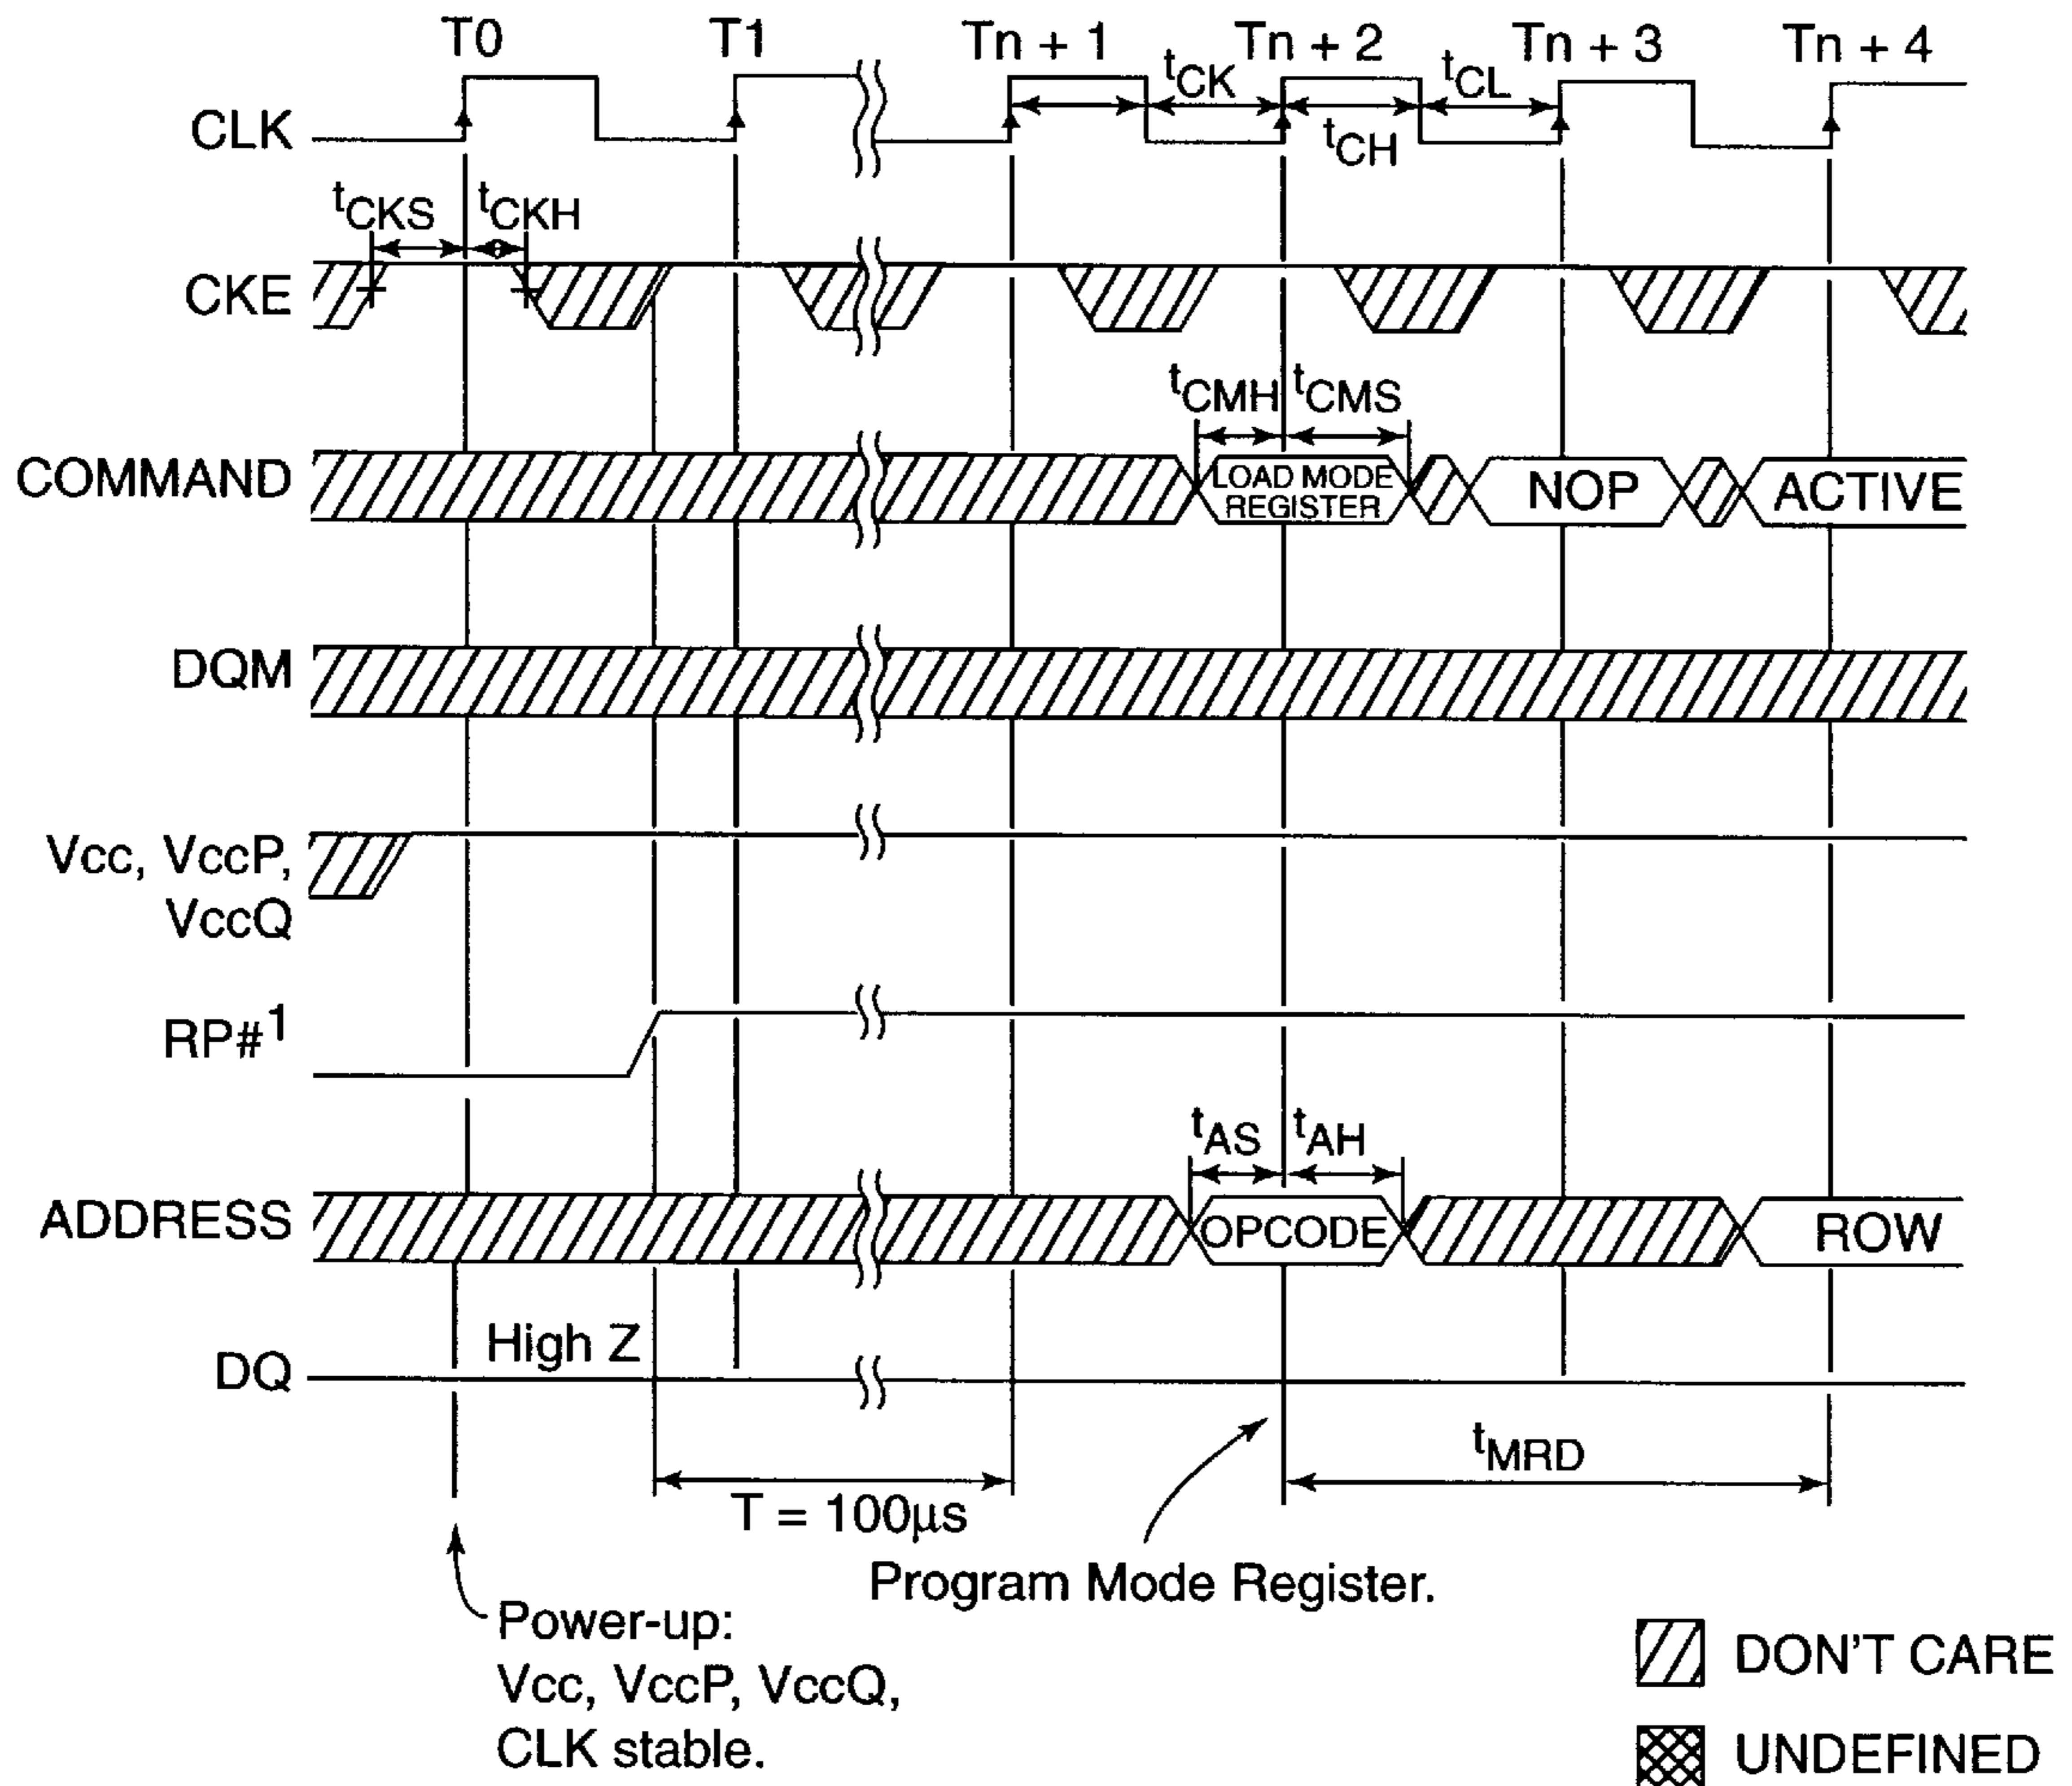 T0 T1 Tn + 1 Tn + 2 Tn + 3 Tn + 4
tCK tCL
CLK
tCH
tCKS tCKH
CKE
tCMH tCMS
COMMAND LOAD MODE REGISTER NOP ACTIVE
DQM
Vcc, VccP,
VccQ
RP#1
tAS tAH
ADDRESS OPCODE ROW
High Z
DQ
tMRD
T = 100μs
Program Mode Register.
Power-up:
Vcc, VccP, VccQ,
CLK stable.
DON'T CARE
UNDEFINED